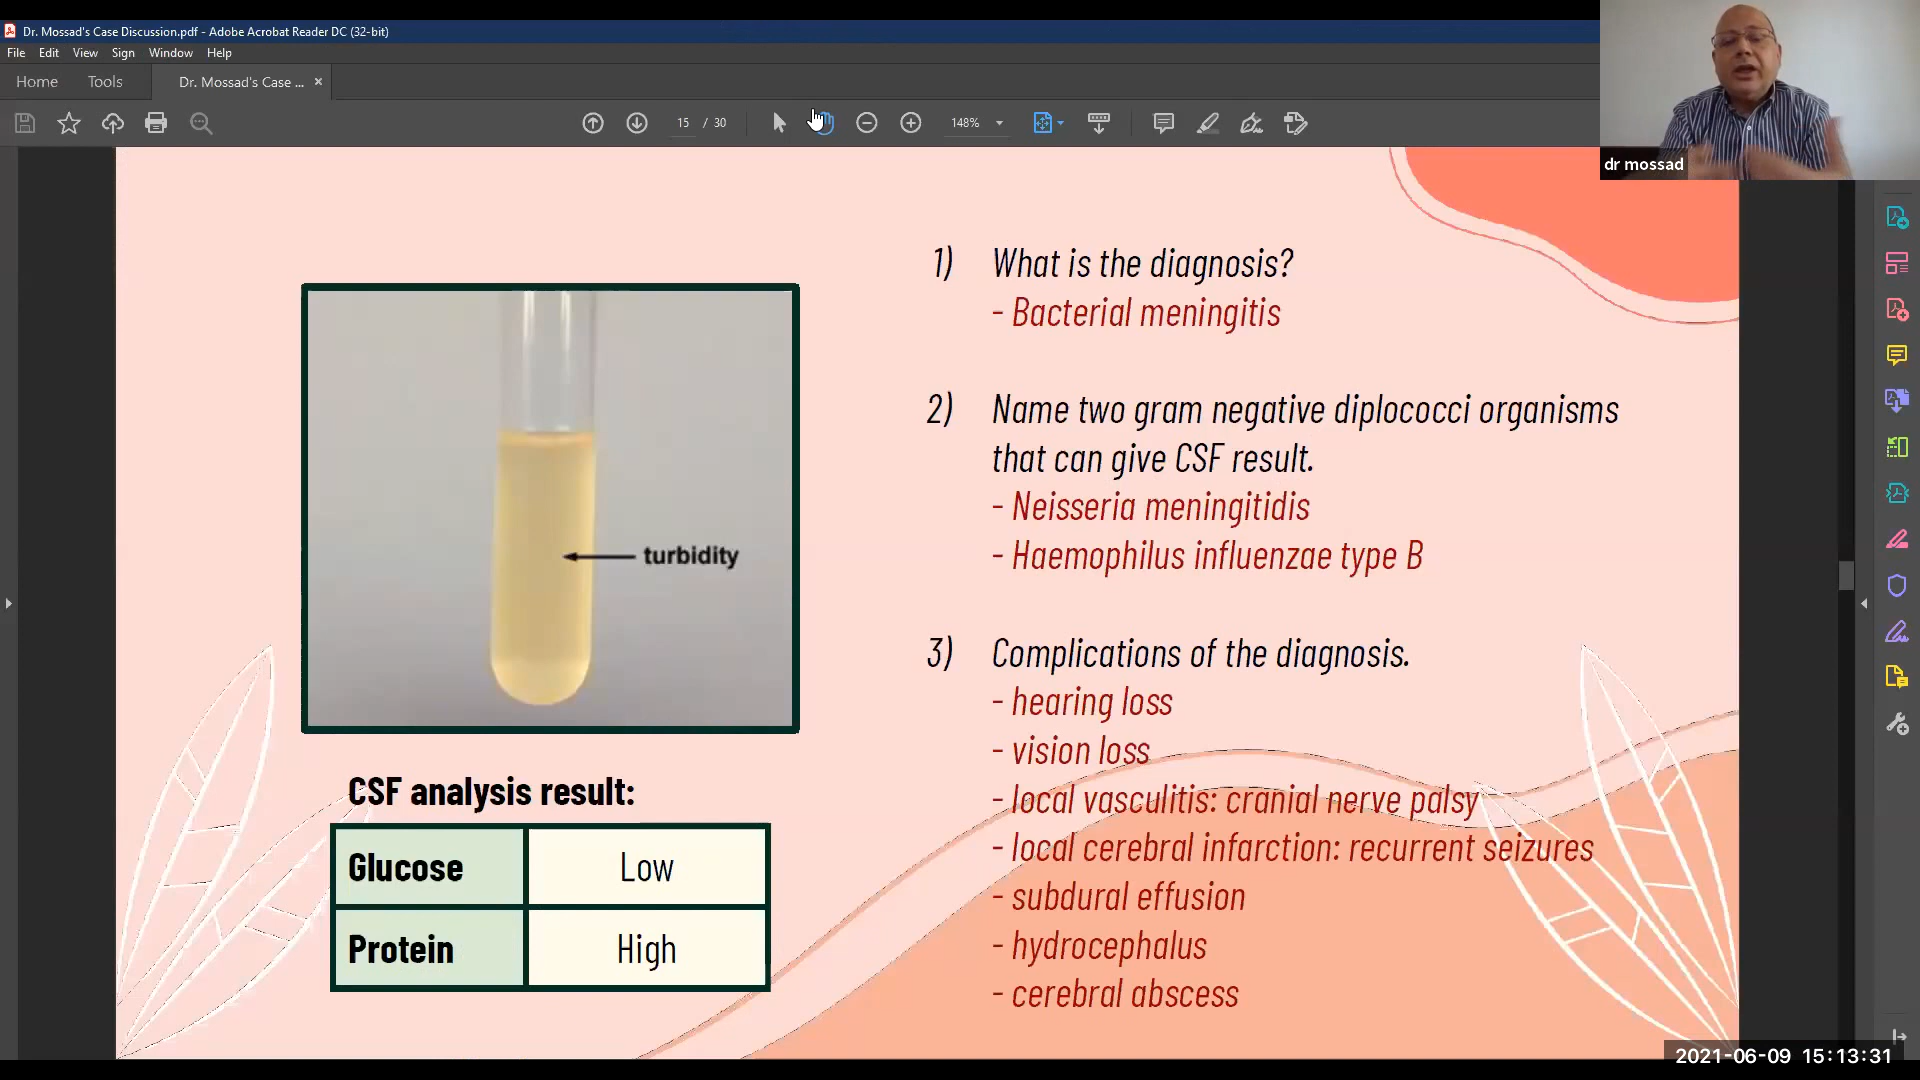 Dr. Mossad's Case Discussion.pdf - Adobe Acrobat Reader DC (32-bit)
File Edit View Sign Window Help
Home Tools Dr. Mossad's Case ... ×
15 / 30 148%
dr mossad
1) What is the diagnosis?
- Bacterial meningitis
2) Name two gram negative diplococci organisms
that can give CSF result.
- Neisseria meningitidis
- Haemophilus influenzae type B
3) Complications of the diagnosis.
- hearing loss
- vision loss
- local vasculitis: cranial nerve palsy
- local cerebral infarction: recurrent seizures
- subdural effusion
- hydrocephalus
- cerebral abscess
turbidity
CSF analysis result:
Glucose Low
Protein High
2021-06-09 15:13:31